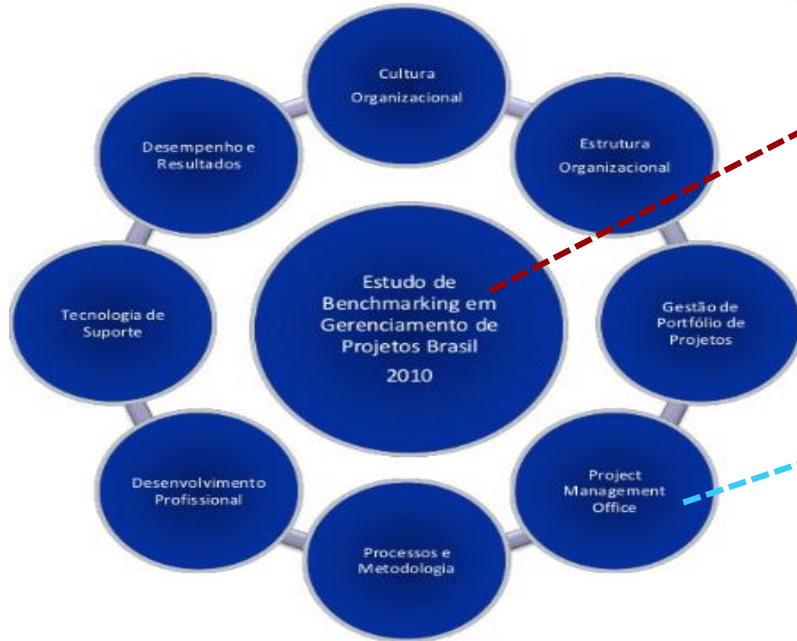 Cultura
Organizacional
Estrutura
Organizacional
Gestão de
Portfólio de
Projetos
Project
Management
Office
Processos e
Metodologia
Desenvolvimento
Profissional
Tecnologia de
Suporte
Desempenho e
Resultados
Estudo de
Benchmarking em
Gerenciamento de
Projetos Brasil
2010